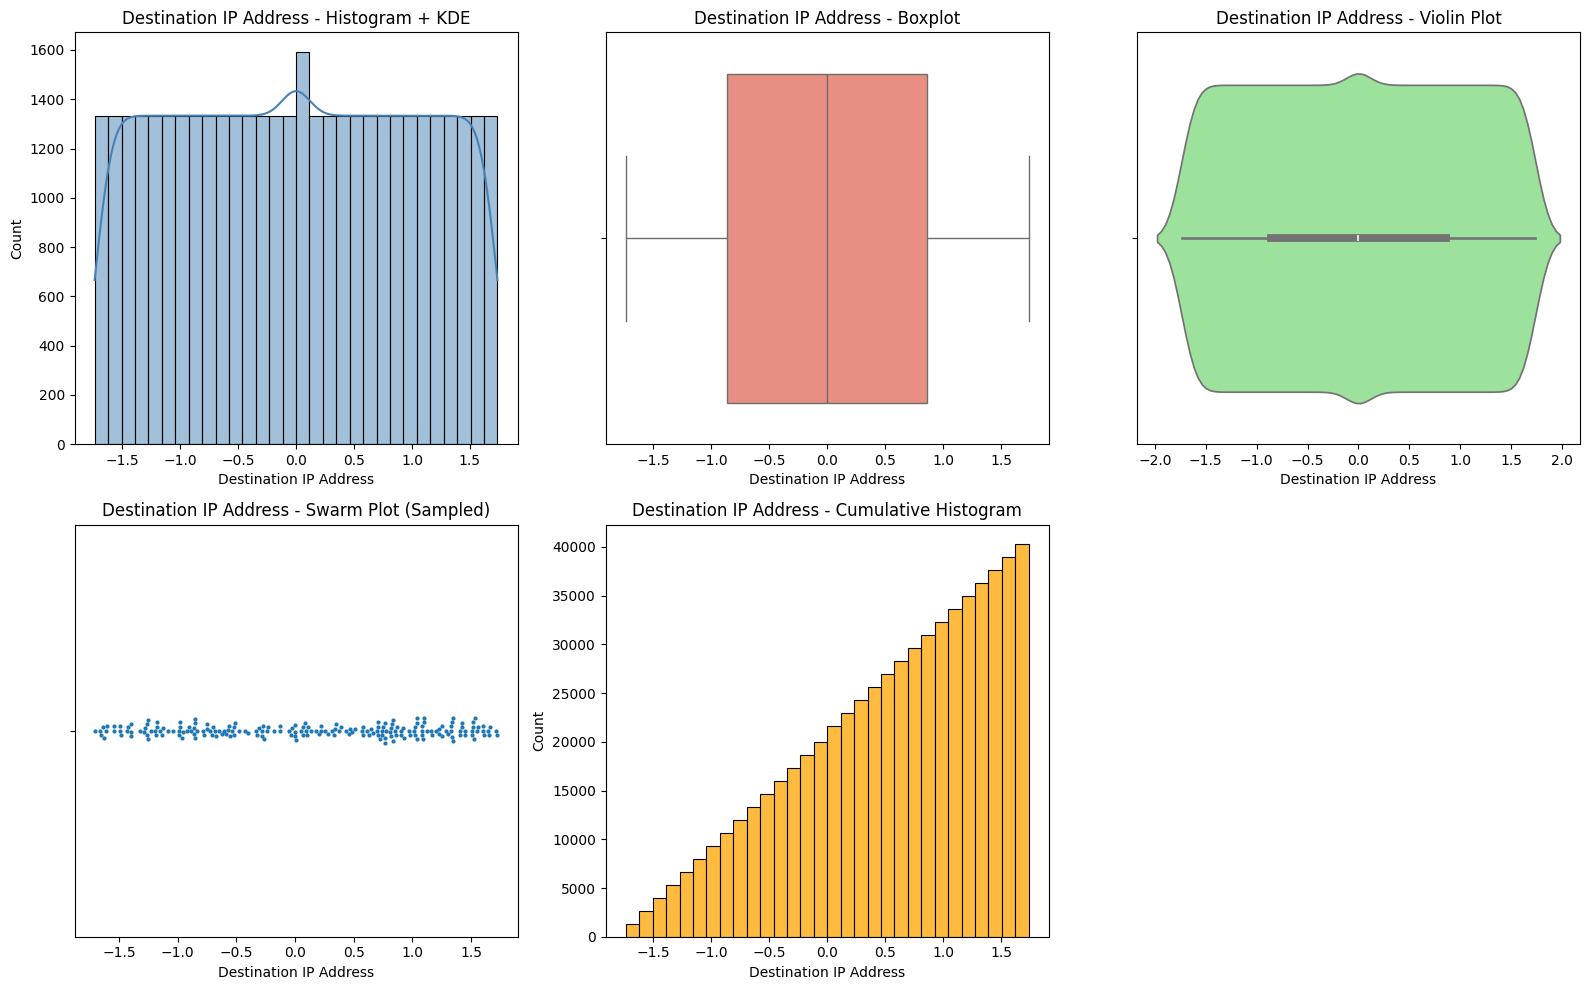 Destination IP Address - Histogram + KDE
Count
1600
1400
1200
1000
800
600
400
200
0
−1.5 −1.0 −0.5 0.0 0.5 1.0 1.5
Destination IP Address
Destination IP Address - Boxplot
−1.5 −1.0 −0.5 0.0 0.5 1.0 1.5
Destination IP Address
Destination IP Address - Violin Plot
−2.0 −1.5 −1.0 −0.5 0.0 0.5 1.0 1.5 2.0
Destination IP Address
Destination IP Address - Swarm Plot (Sampled)
−1.5 −1.0 −0.5 0.0 0.5 1.0 1.5
Destination IP Address
Destination IP Address - Cumulative Histogram
Count
40000
35000
30000
25000
20000
15000
10000
5000
0
−1.5 −1.0 −0.5 0.0 0.5 1.0 1.5
Destination IP Address